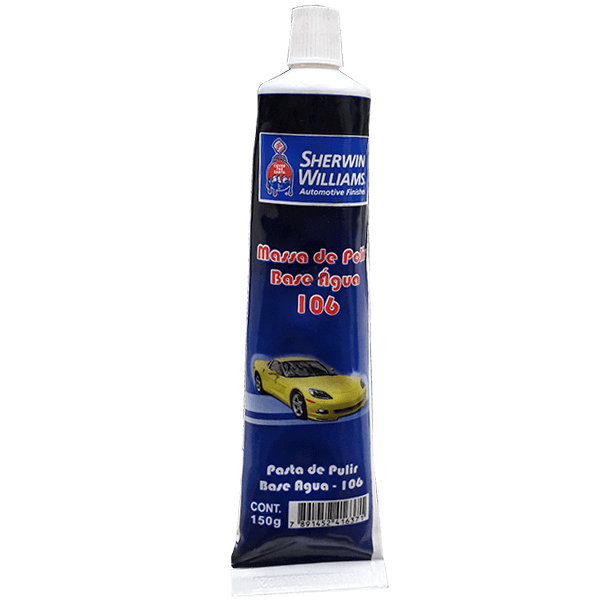 SHERWIN
WILLIAMS
Automotive Finishes
Massa de Polir
Base Água
106
Pasta de Pulir
Base Agua - 106
CONT.
150g